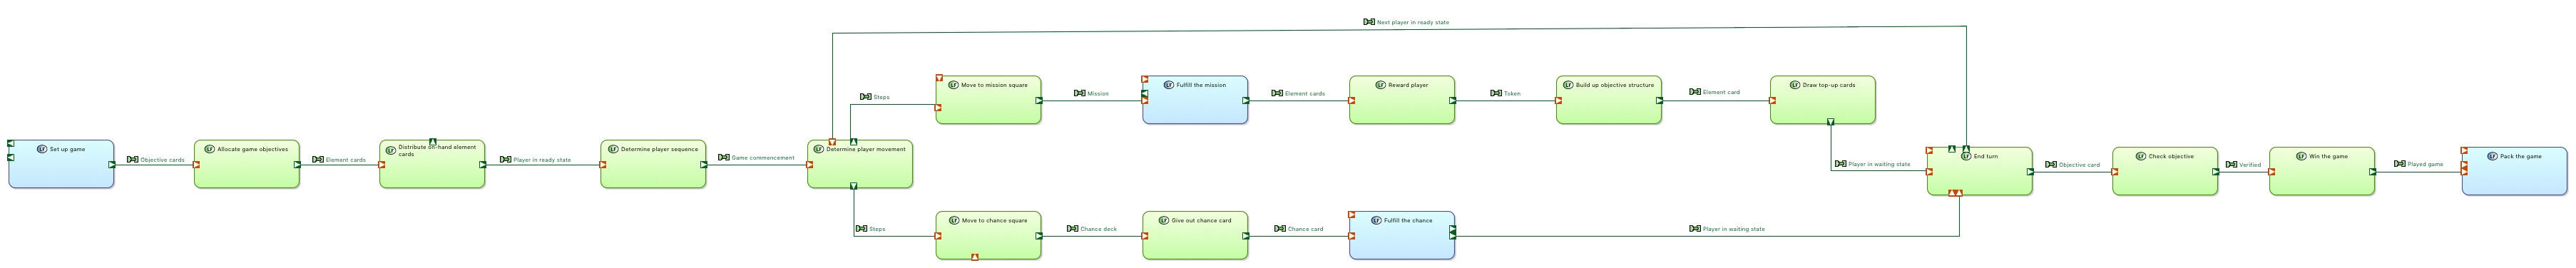 Next player in ready state
Steps
Move to mission square
Mission
Fulfill the mission
Element cards
Reward player
Token
Build up objective structure
Element card
Draw top-up cards
Set up game
Objective cards
Allocate game objectives
Element cards
Distribute on-hand element
cards
Player in ready state
Determine player sequence
Game commencement
Determine player movement
Player in waiting state
End turn
Objective card
Check objective
Verified
Win the game
Played game
Pack the game
Steps
Move to chance square
Chance deck
Give out chance card
Chance card
Fulfill the chance
Player in waiting state